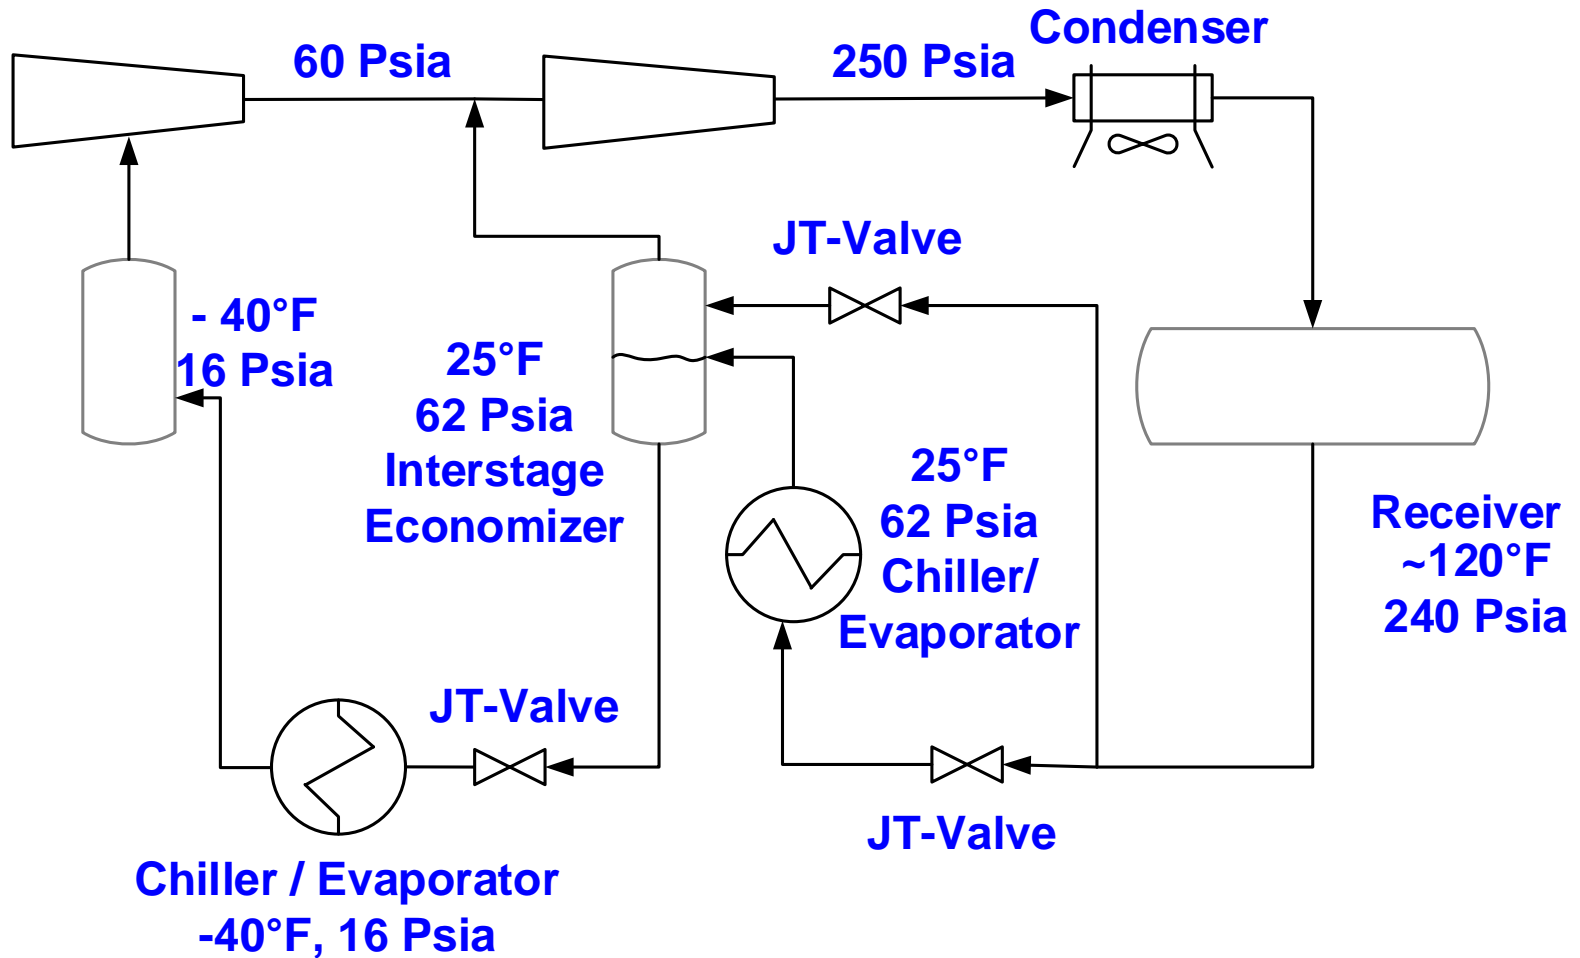 Condenser
60 Psia
250 Psia
JT-Valve
- 40°F
16 Psia
25°F
62 Psia
Interstage
Economizer
25°F
62 Psia
Chiller/
Evaporator
Receiver
~120°F
240 Psia
JT-Valve
JT-Valve
Chiller / Evaporator
-40°F, 16 Psia